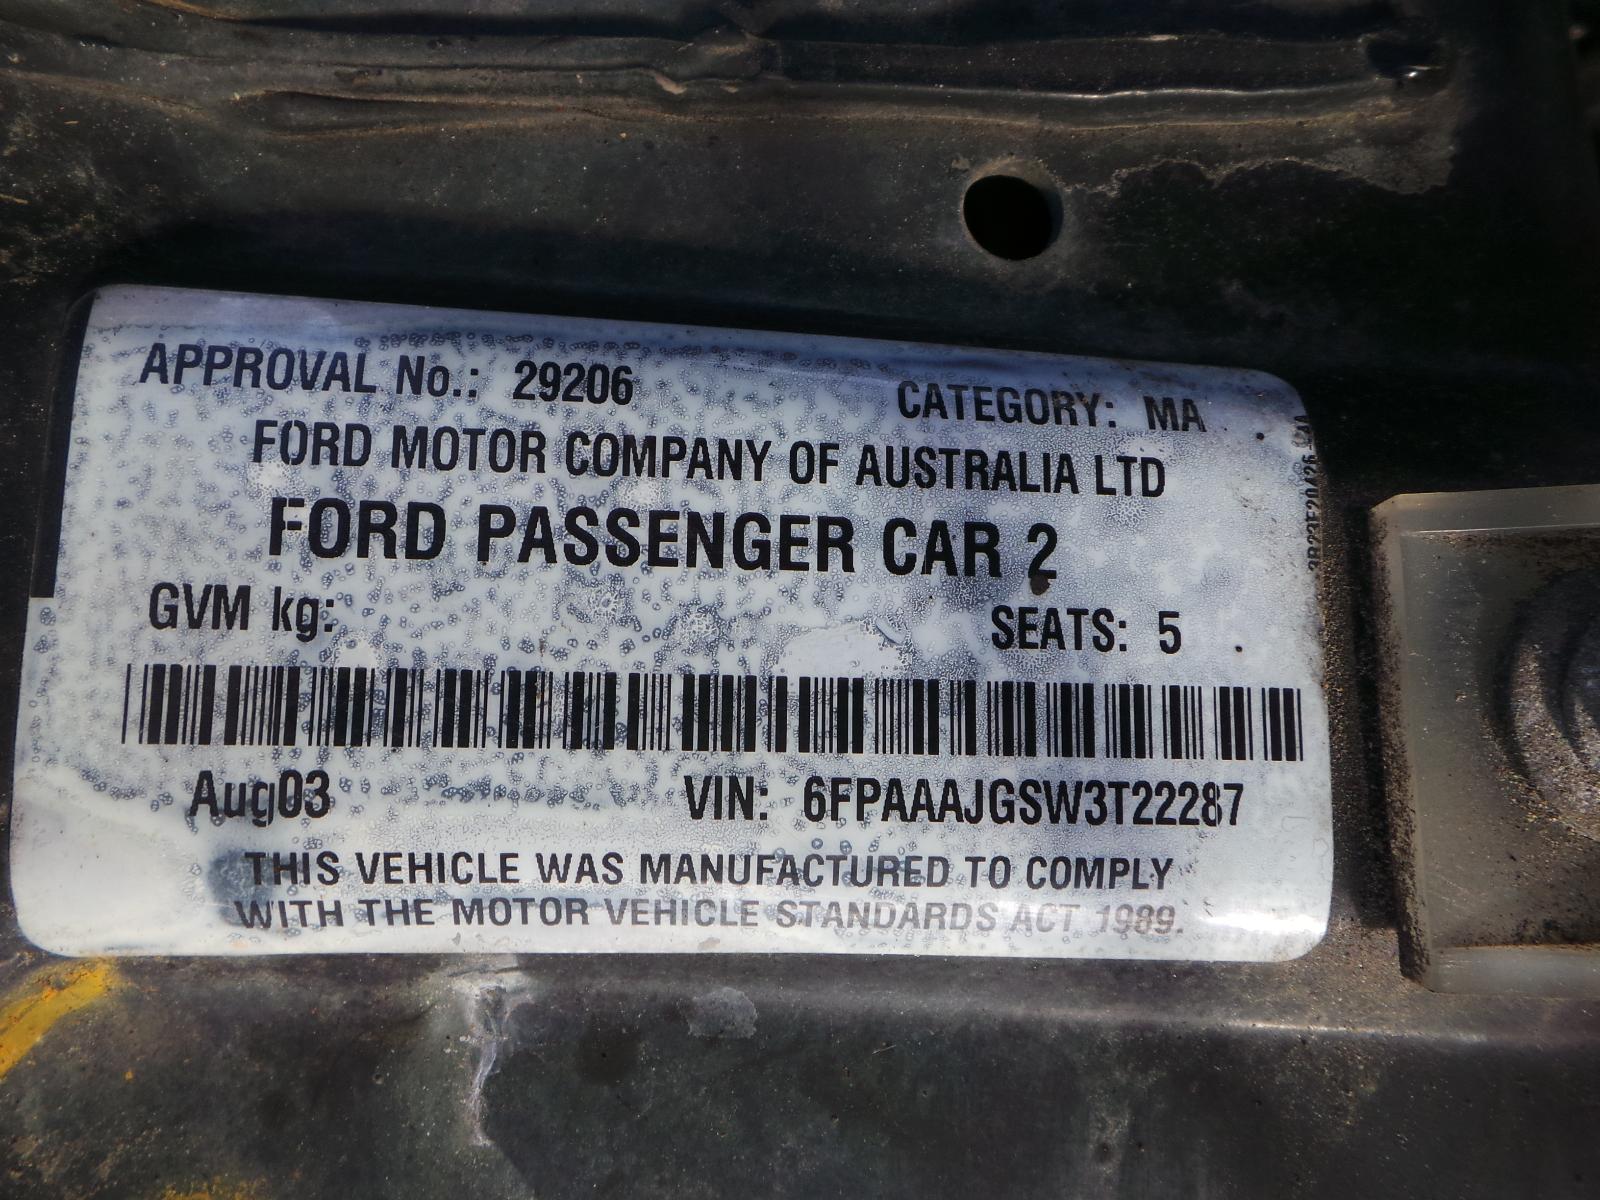 APPROVAL No.: 29206 CATEGORY: MA
FORD MOTOR COMPANY OF AUSTRALIA LTD
FORD PASSENGER CAR 2
GVM kg: SEATS: 5
Aug03 VIN: 6FPAAAJGSW3T22287
THIS VEHICLE WAS MANUFACTURED TO COMPLY
WITH THE MOTOR VEHICLE STANDARDS ACT 1989.